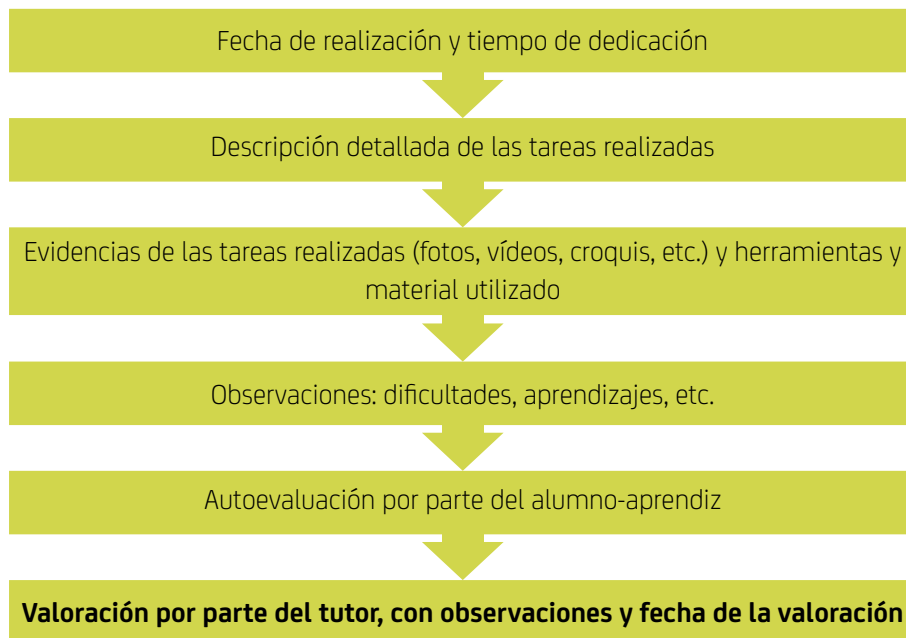 Fecha de realización y tiempo de dedicación
Descripción detallada de las tareas realizadas
Evidencias de las tareas realizadas (fotos, vídeos, croquis, etc.) y herramientas y
material utilizado
Observaciones: dificultades, aprendizajes, etc.
Autoevaluación por parte del alumno-aprendiz
Valoración por parte del tutor, con observaciones y fecha de la valoración